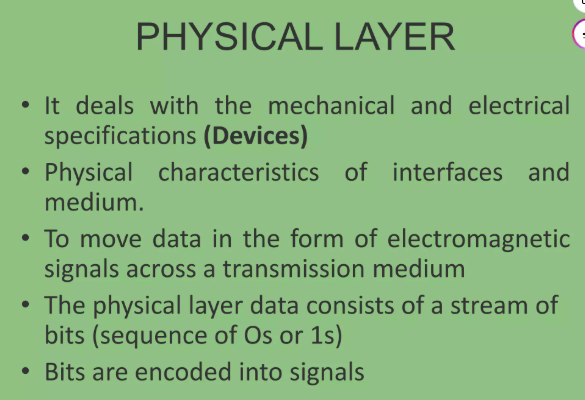 PHYSICAL LAYER
• It deals with the mechanical and electrical
specifications (Devices)
• Physical characteristics of interfaces and
medium.
• To move data in the form of electromagnetic
signals across a transmission medium
• The physical layer data consists of a stream of
bits (sequence of Os or 1s)
• Bits are encoded into signals